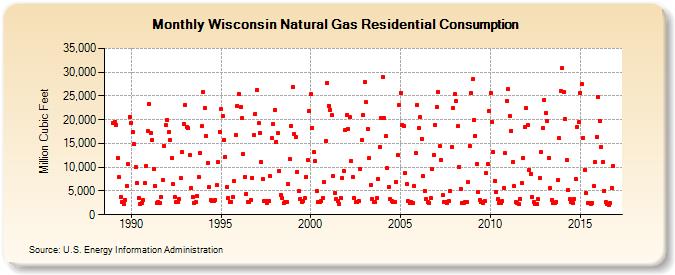 Monthly Wisconsin Natural Gas Residential Consumption
Million Cubic Feet
35,000
30,000
25,000
20,000
15,000
10,000
5,000
0
1990 1995 2000 2005 2010 2015
Source: U.S. Energy Information Administration